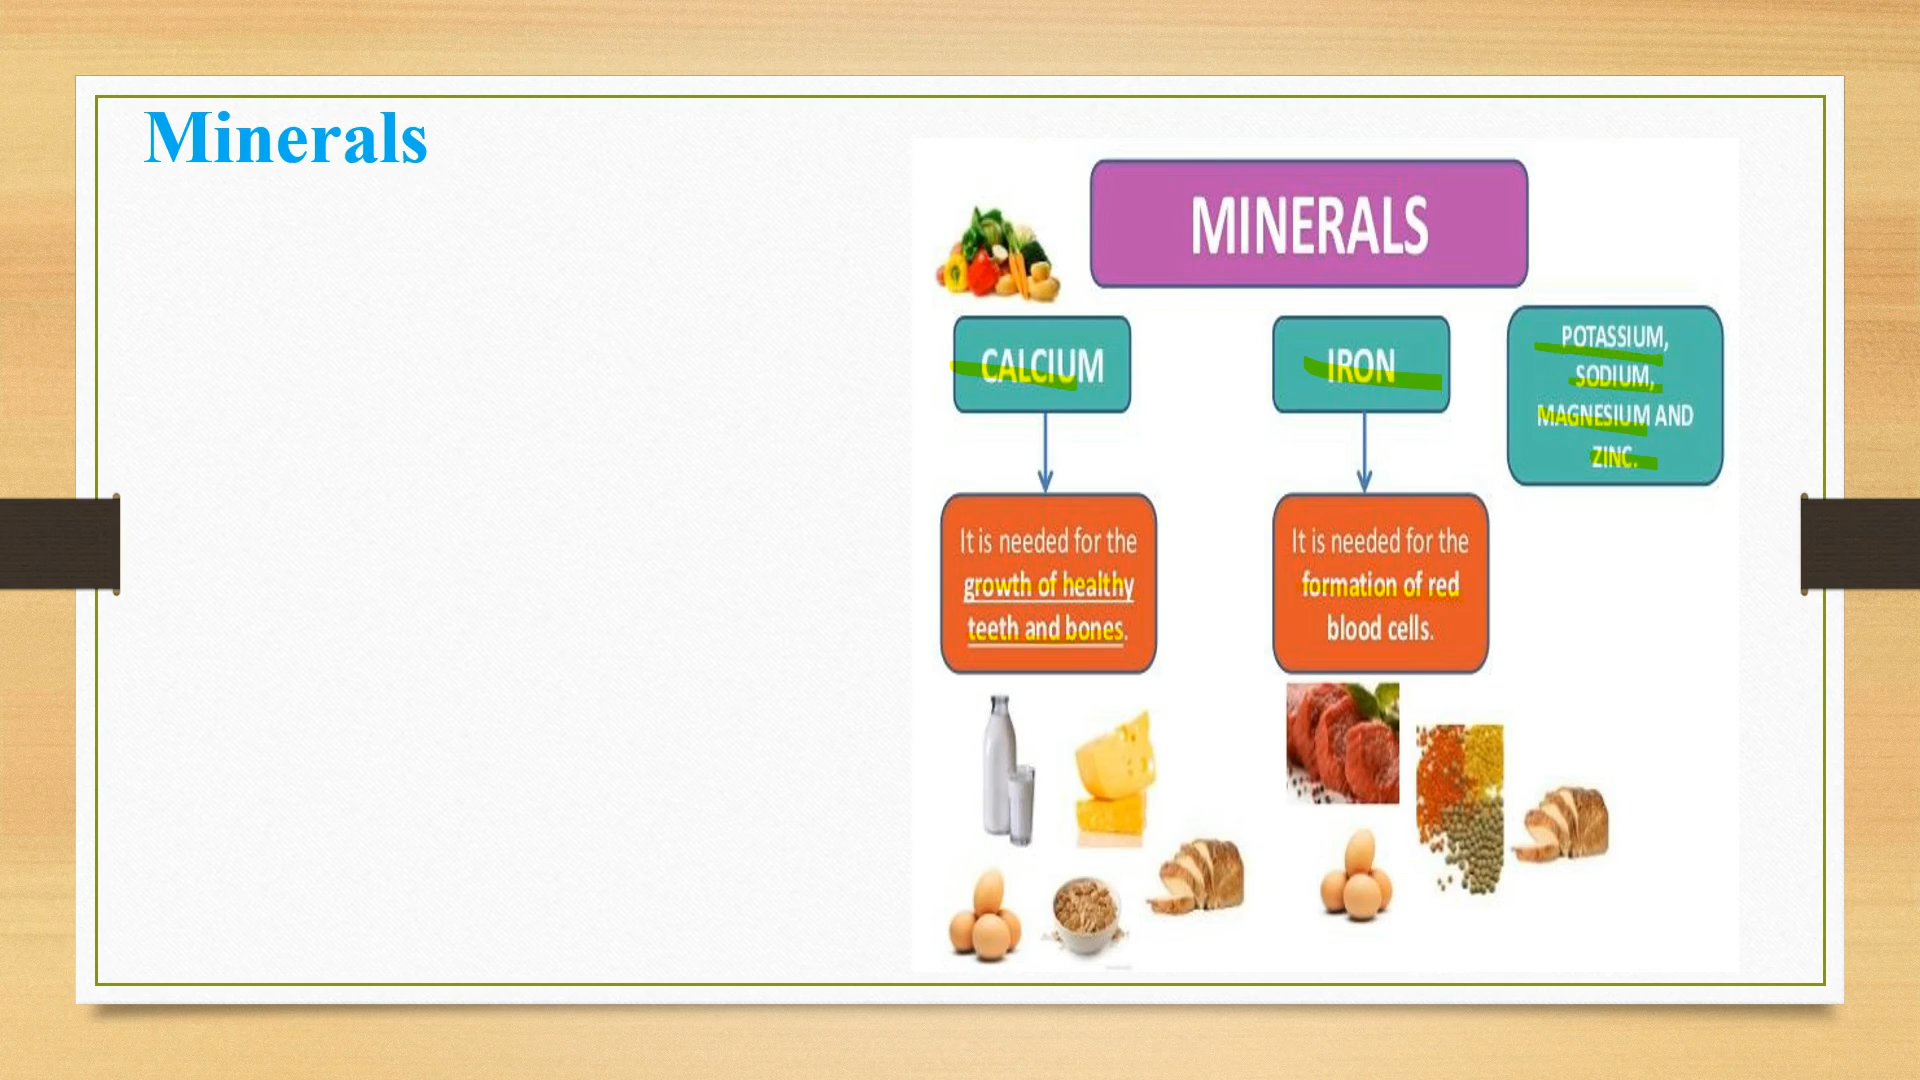 Minerals
MINERALS
CALCIUM
IRON
POTASSIUM,
SODIUM,
MAGNESIUM AND
ZINC.
It is needed for the
growth of healthy
teeth and bones.
It is needed for the
formation of red
blood cells.